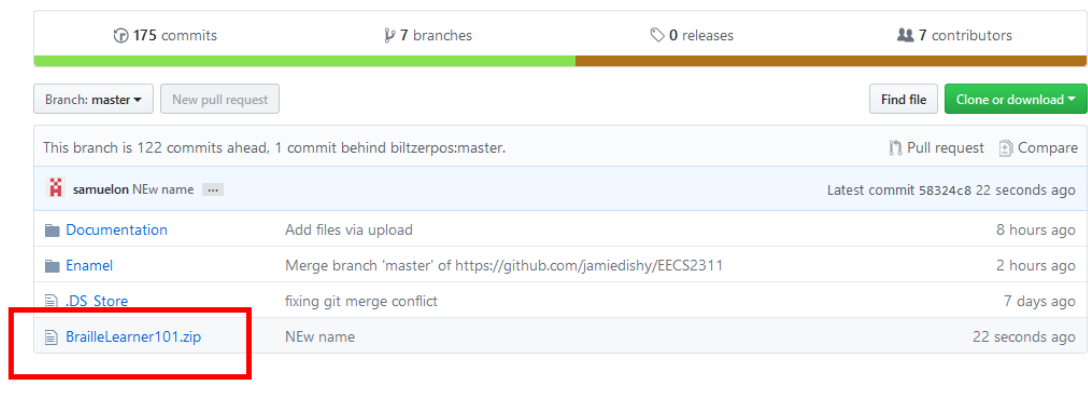 175 commits 7 branches 0 releases 7 contributors
Branch: master New pull request Find file Clone or download
This branch is 122 commits ahead, 1 commit behind biltzerpos:master. Pull request Compare
samuelon NEw name ... Latest commit 58324c8 22 seconds ago
Documentation Add files via upload 8 hours ago
Enamel Merge branch 'master' of https://github.com/jamiedishy/EECS2311 2 hours ago
.DS_Store fixing git merge conflict 7 days ago
BrailleLearner101.zip NEw name 22 seconds ago